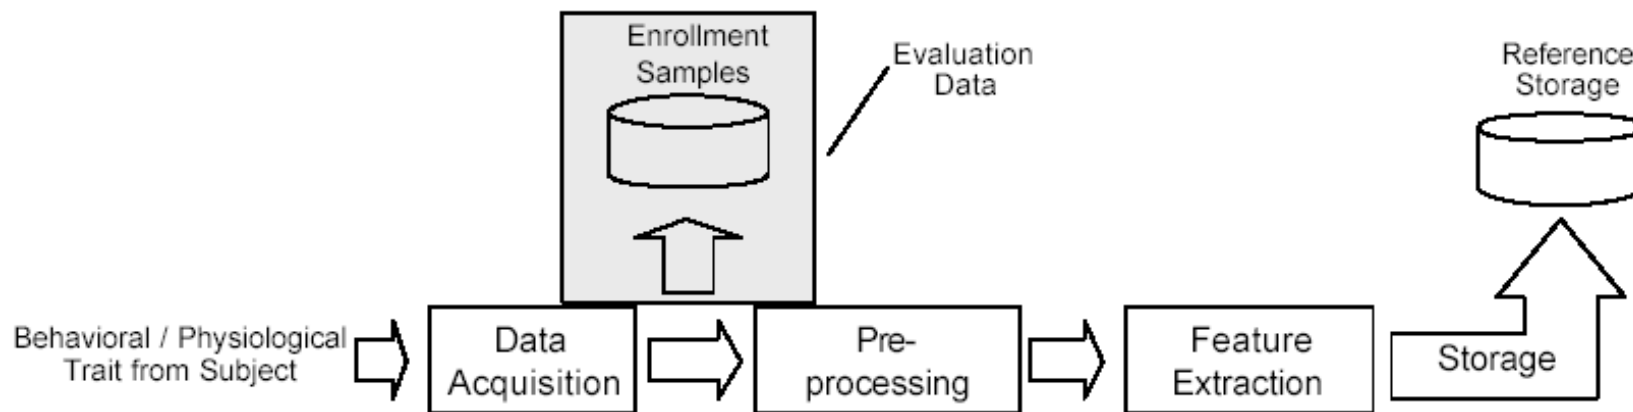 Enrollment
Samples
Evaluation
Data
Reference
Storage
Behavioral / Physiological
Trait from Subject
Data
Acquisition
Pre-
processing
Feature
Extraction
Storage